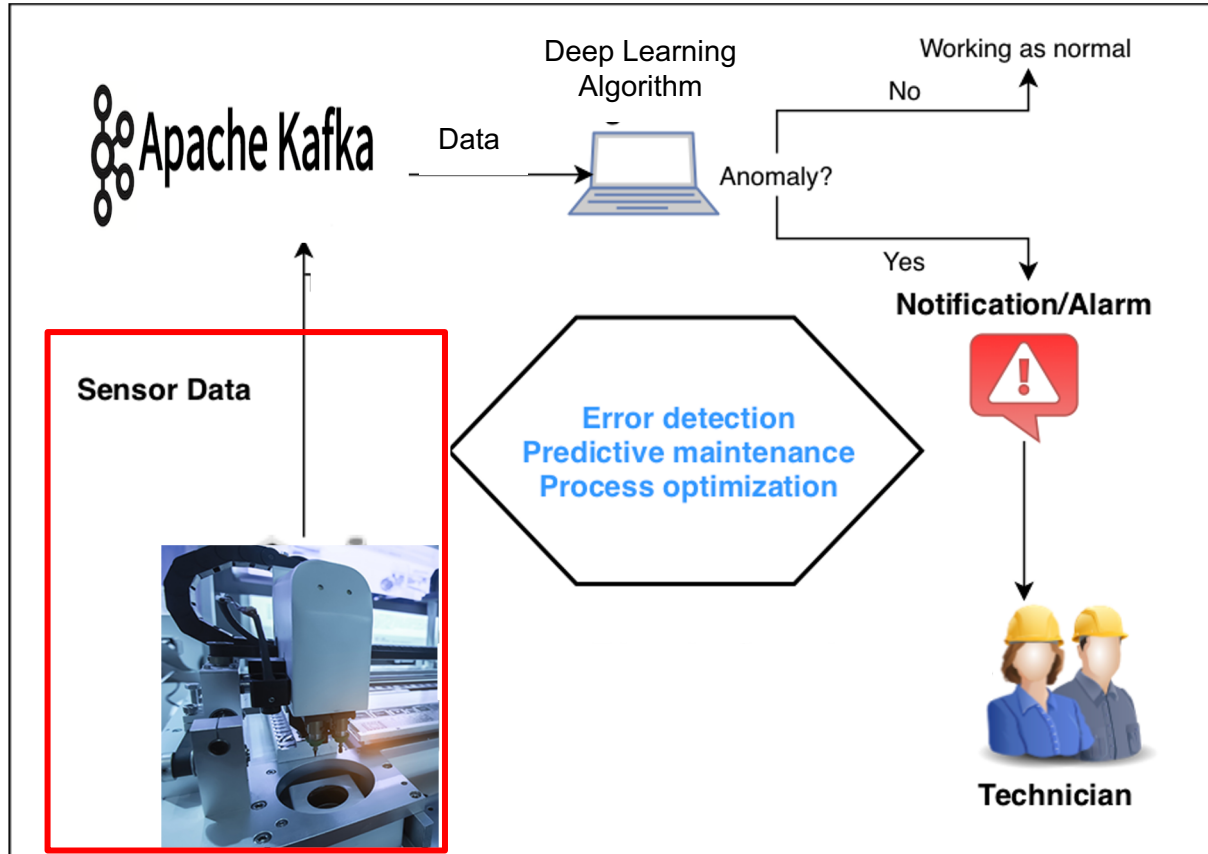 Deep Learning
Algorithm
Working as normal
No
Apache Kafka
Data
Anomaly?
Yes
Notification/Alarm
Sensor Data
Error detection
Predictive maintenance
Process optimization
Technician